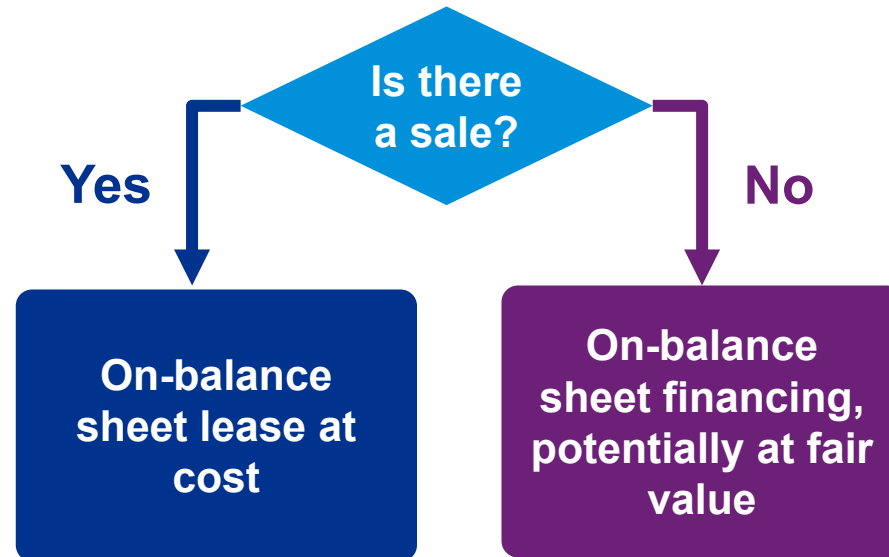 Is there
a sale?
Yes
No
On-balance
sheet lease at
cost
On-balance
sheet financing,
potentially at fair
value